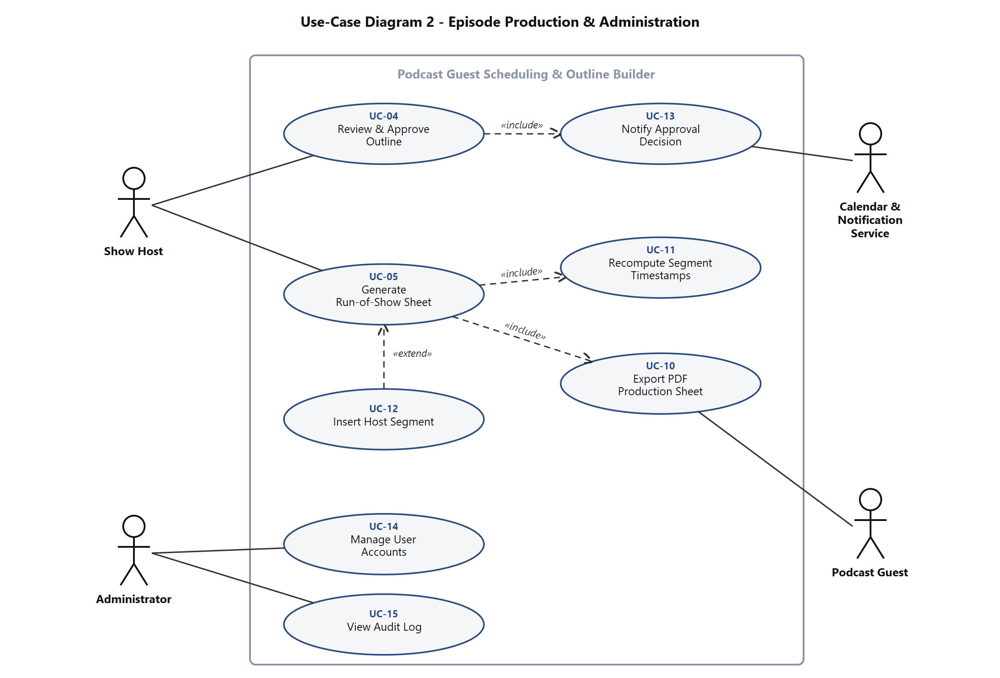 Use-Case Diagram 2 - Episode Production & Administration
Podcast Guest Scheduling & Outline Builder
UC-04
Review & Approve
Outline
«include»
UC-13
Notify Approval
Decision
Calendar &
Notification
Service
Show Host
UC-05
Generate
Run-of-Show Sheet
«include»
UC-11
Recompute Segment
Timestamps
«include»
«extend»
UC-10
Export PDF
Production Sheet
UC-12
Insert Host Segment
UC-14
Manage User
Accounts
Podcast Guest
Administrator
UC-15
View Audit Log